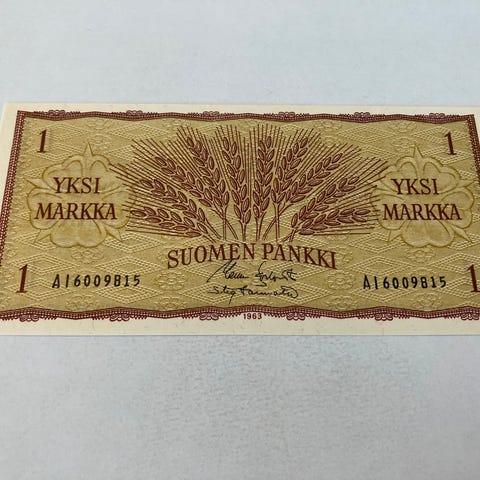 1 1
YKSI MARKKA
YKSI MARKKA
SUOMEN PANKKI
1 1
A16009815 A16009815
1963